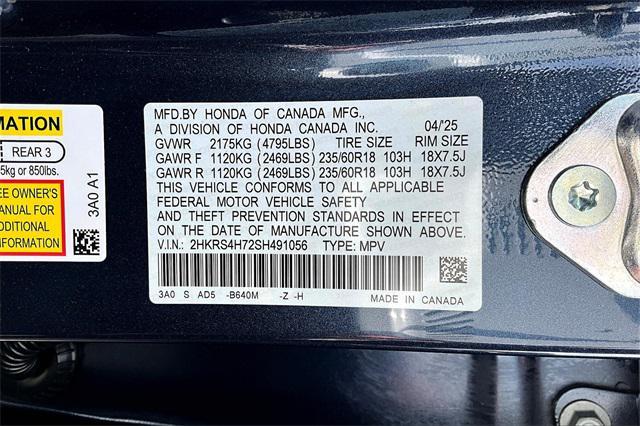 MATION
REAR 3
5kg or 850lbs.
EE OWNER'S
ANUAL FOR
DDITIONAL
ORMATION
3A0 A1
MFD.BY HONDA OF CANADA MFG.,
A DIVISION OF HONDA CANADA INC. 04/25
GVWR 2175KG (4795LBS) TIRE SIZE RIM SIZE
GAWR F 1120KG (2469LBS) 235/60R18 103H 18X7.5J
GAWR R 1120KG (2469LBS) 235/60R18 103H 18X7.5J
THIS VEHICLE CONFORMS TO ALL APPLICABLE
FEDERAL MOTOR VEHICLE SAFETY
AND THEFT PREVENTION STANDARDS IN EFFECT
ON THE DATE OF MANUFACTURE SHOWN ABOVE.
V.I.N.: 2HKRS4H72SH491056 TYPE: MPV
3A0 S AD5 -B640M -Z -H MADE IN CANADA